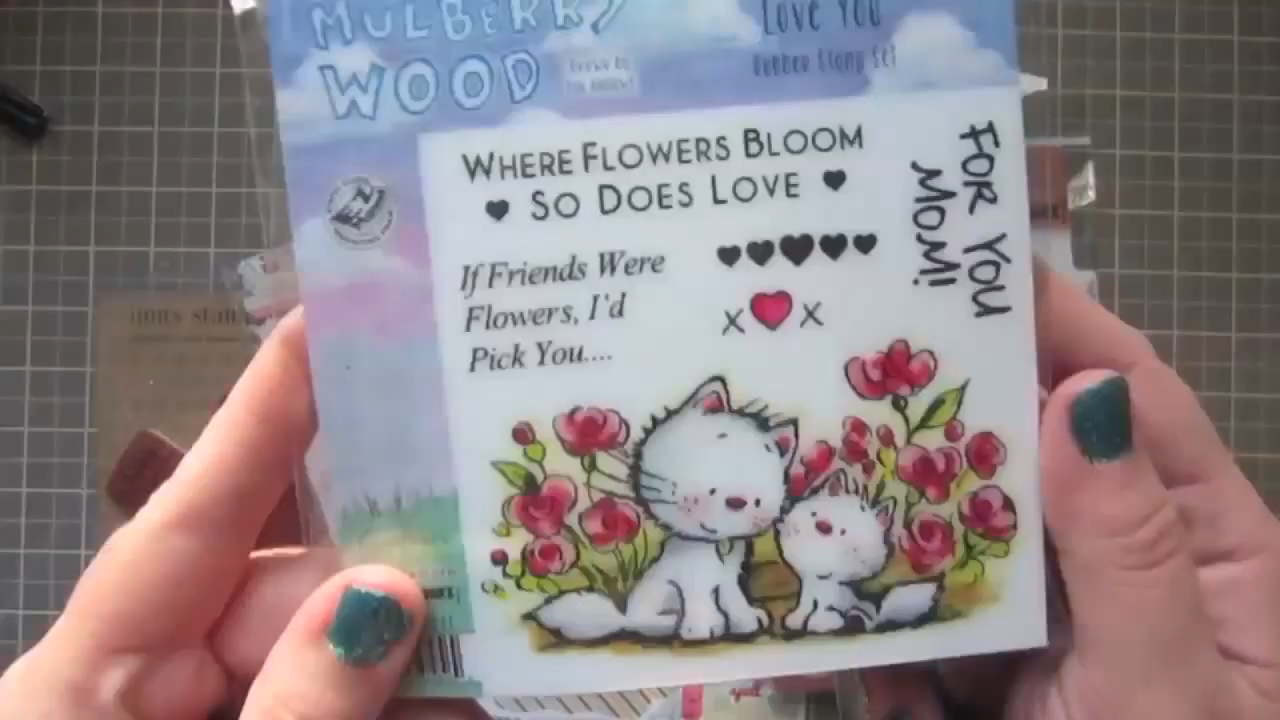 MULBERRY
WOOD
LOVE YOU
Rubber Stamp Set
WHERE FLOWERS BLOOM
SO DOES LOVE
If Friends Were
Flowers, I'd
Pick You....
x x
FOR YOU
MOM!